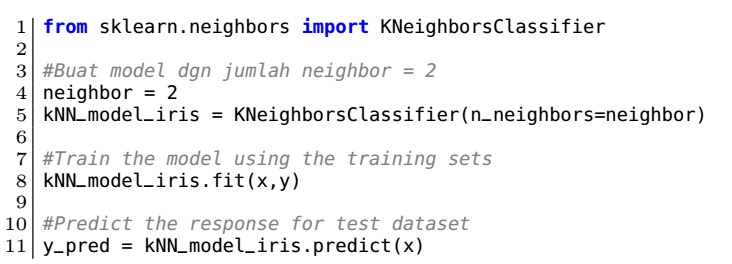 1 from sklearn.neighbors import KNeighborsClassifier
2
3 #Buat model dgn jumlah neighbor = 2
4 neighbor = 2
5 kNN_model_iris = KNeighborsClassifier(n_neighbors=neighbor)
6
7 #Train the model using the training sets
8 kNN_model_iris.fit(x,y)
9
10 #Predict the response for test dataset
11 y_pred = kNN_model_iris.predict(x)